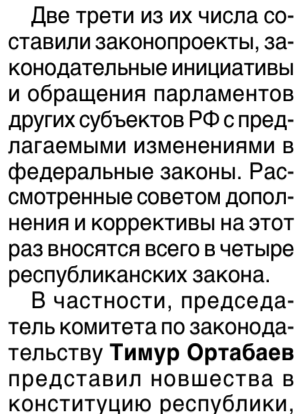 Две трети из их числа со-
ставили законопроекты, за-
конодательные инициативы
и обращения парламентов
других субъектов РФ с пред-
лагаемыми изменениями в
федеральные законы. Рас-
смотренные советом допол-
нения и коррективы на этот
раз вносятся всего в четыре
республиканских закона.
В частности, председа-
тель комитета по законода-
тельству Тимур Ортабаев
представил новшества в
конституцию республики,